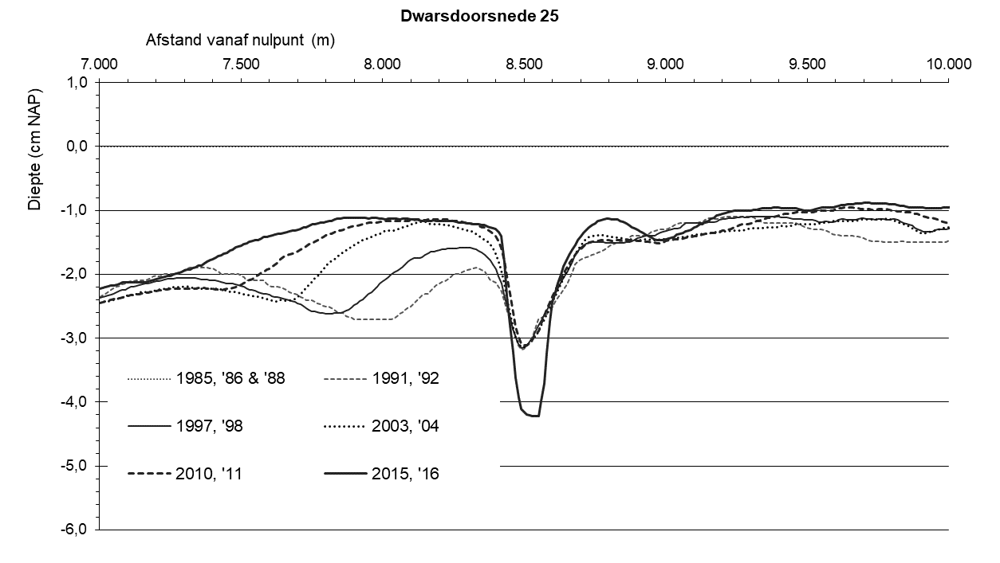 Dwarsdoorsnede 25
Afstand vanaf nulpunt (m)
7.000 7.500 8.000 8.500 9.000 9.500 10.000
Diepte (cm NAP)
1,0
0,0
-1,0
-2,0
-3,0
-4,0
-5,0
-6,0
1985, '86 & '88 1991, '92
1997, '98 2003, '04
2010, '11 2015, '16